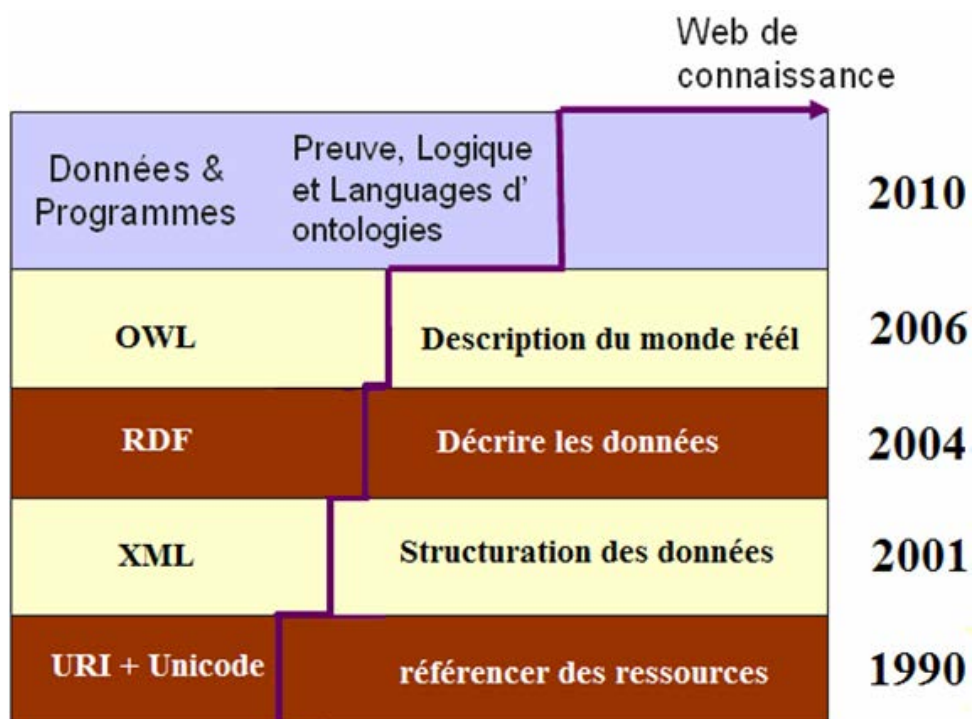 Web de
connaissance
Données &
Programmes
Preuve, Logique
et Languages d'
ontologies
2010
OWL
Description du monde réél
2006
RDF
Décrire les données
2004
XML
Structuration des données
2001
URI + Unicode
référencer des ressources
1990